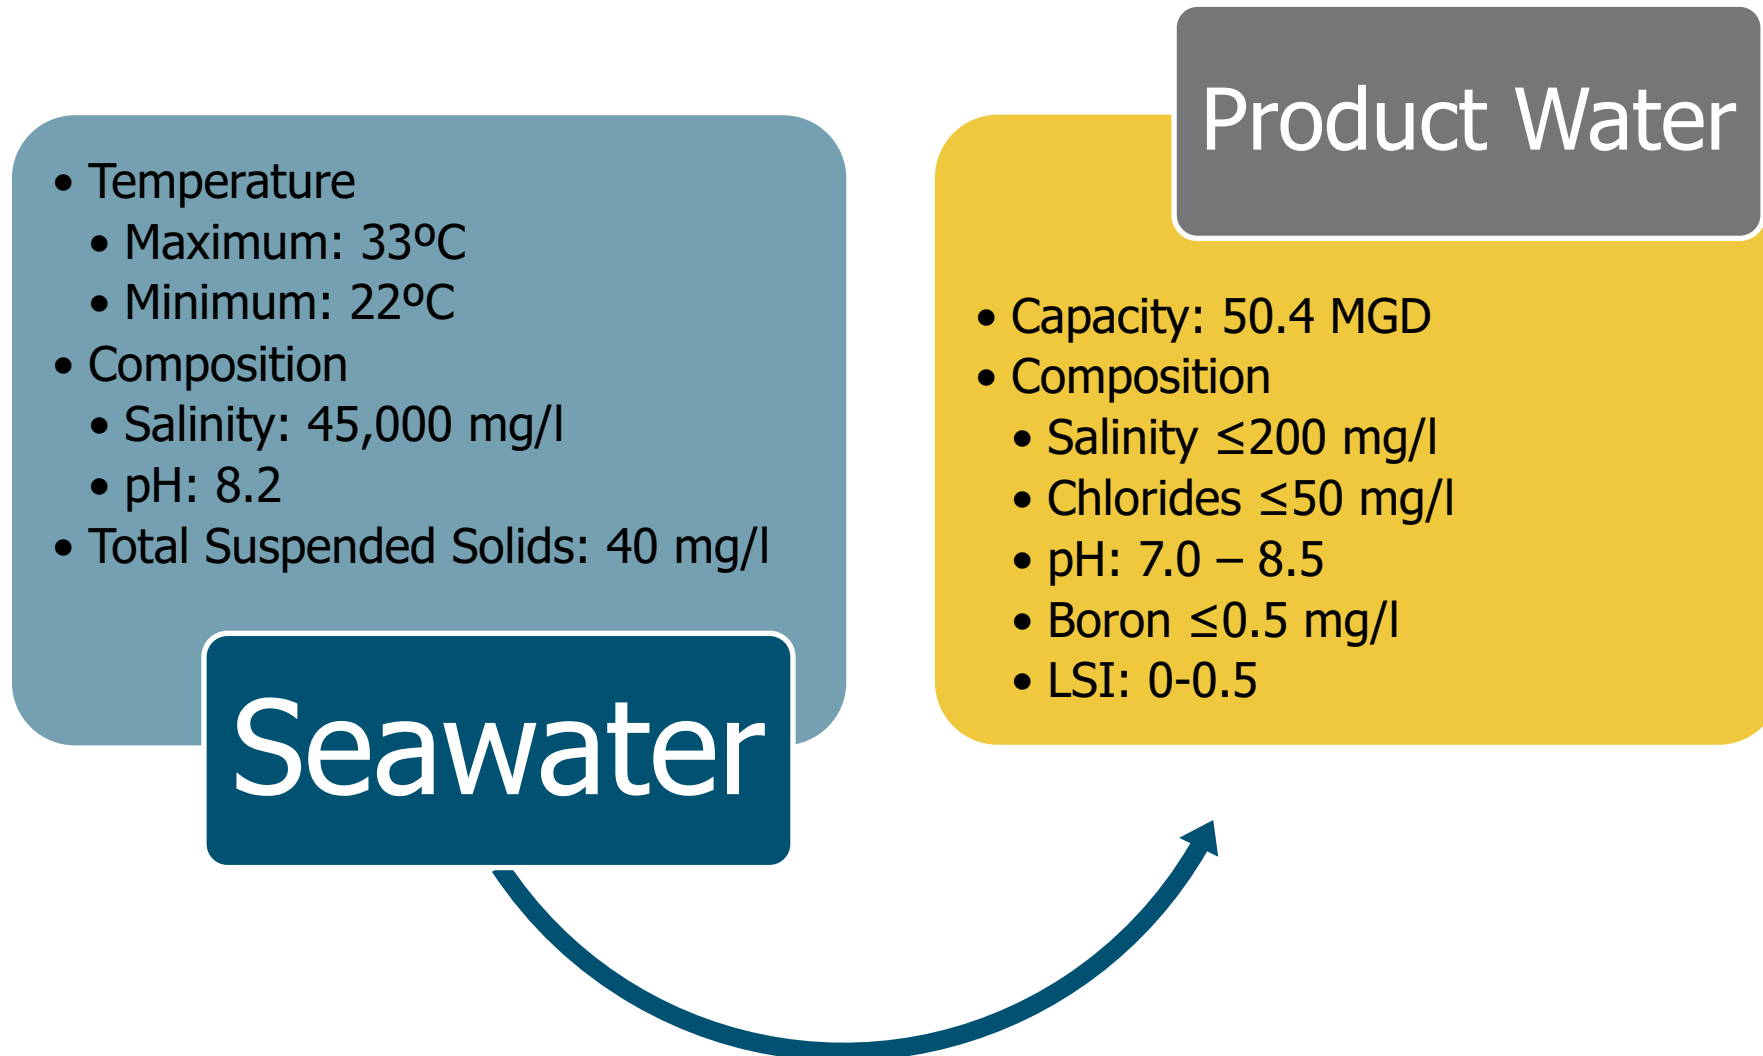 • Temperature
• Maximum: 33ºC
• Minimum: 22ºC
• Composition
• Salinity: 45,000 mg/l
• pH: 8.2
• Total Suspended Solids: 40 mg/l
Seawater
Product Water
• Capacity: 50.4 MGD
• Composition
• Salinity ≤200 mg/l
• Chlorides ≤50 mg/l
• pH: 7.0 – 8.5
• Boron ≤0.5 mg/l
• LSI: 0-0.5